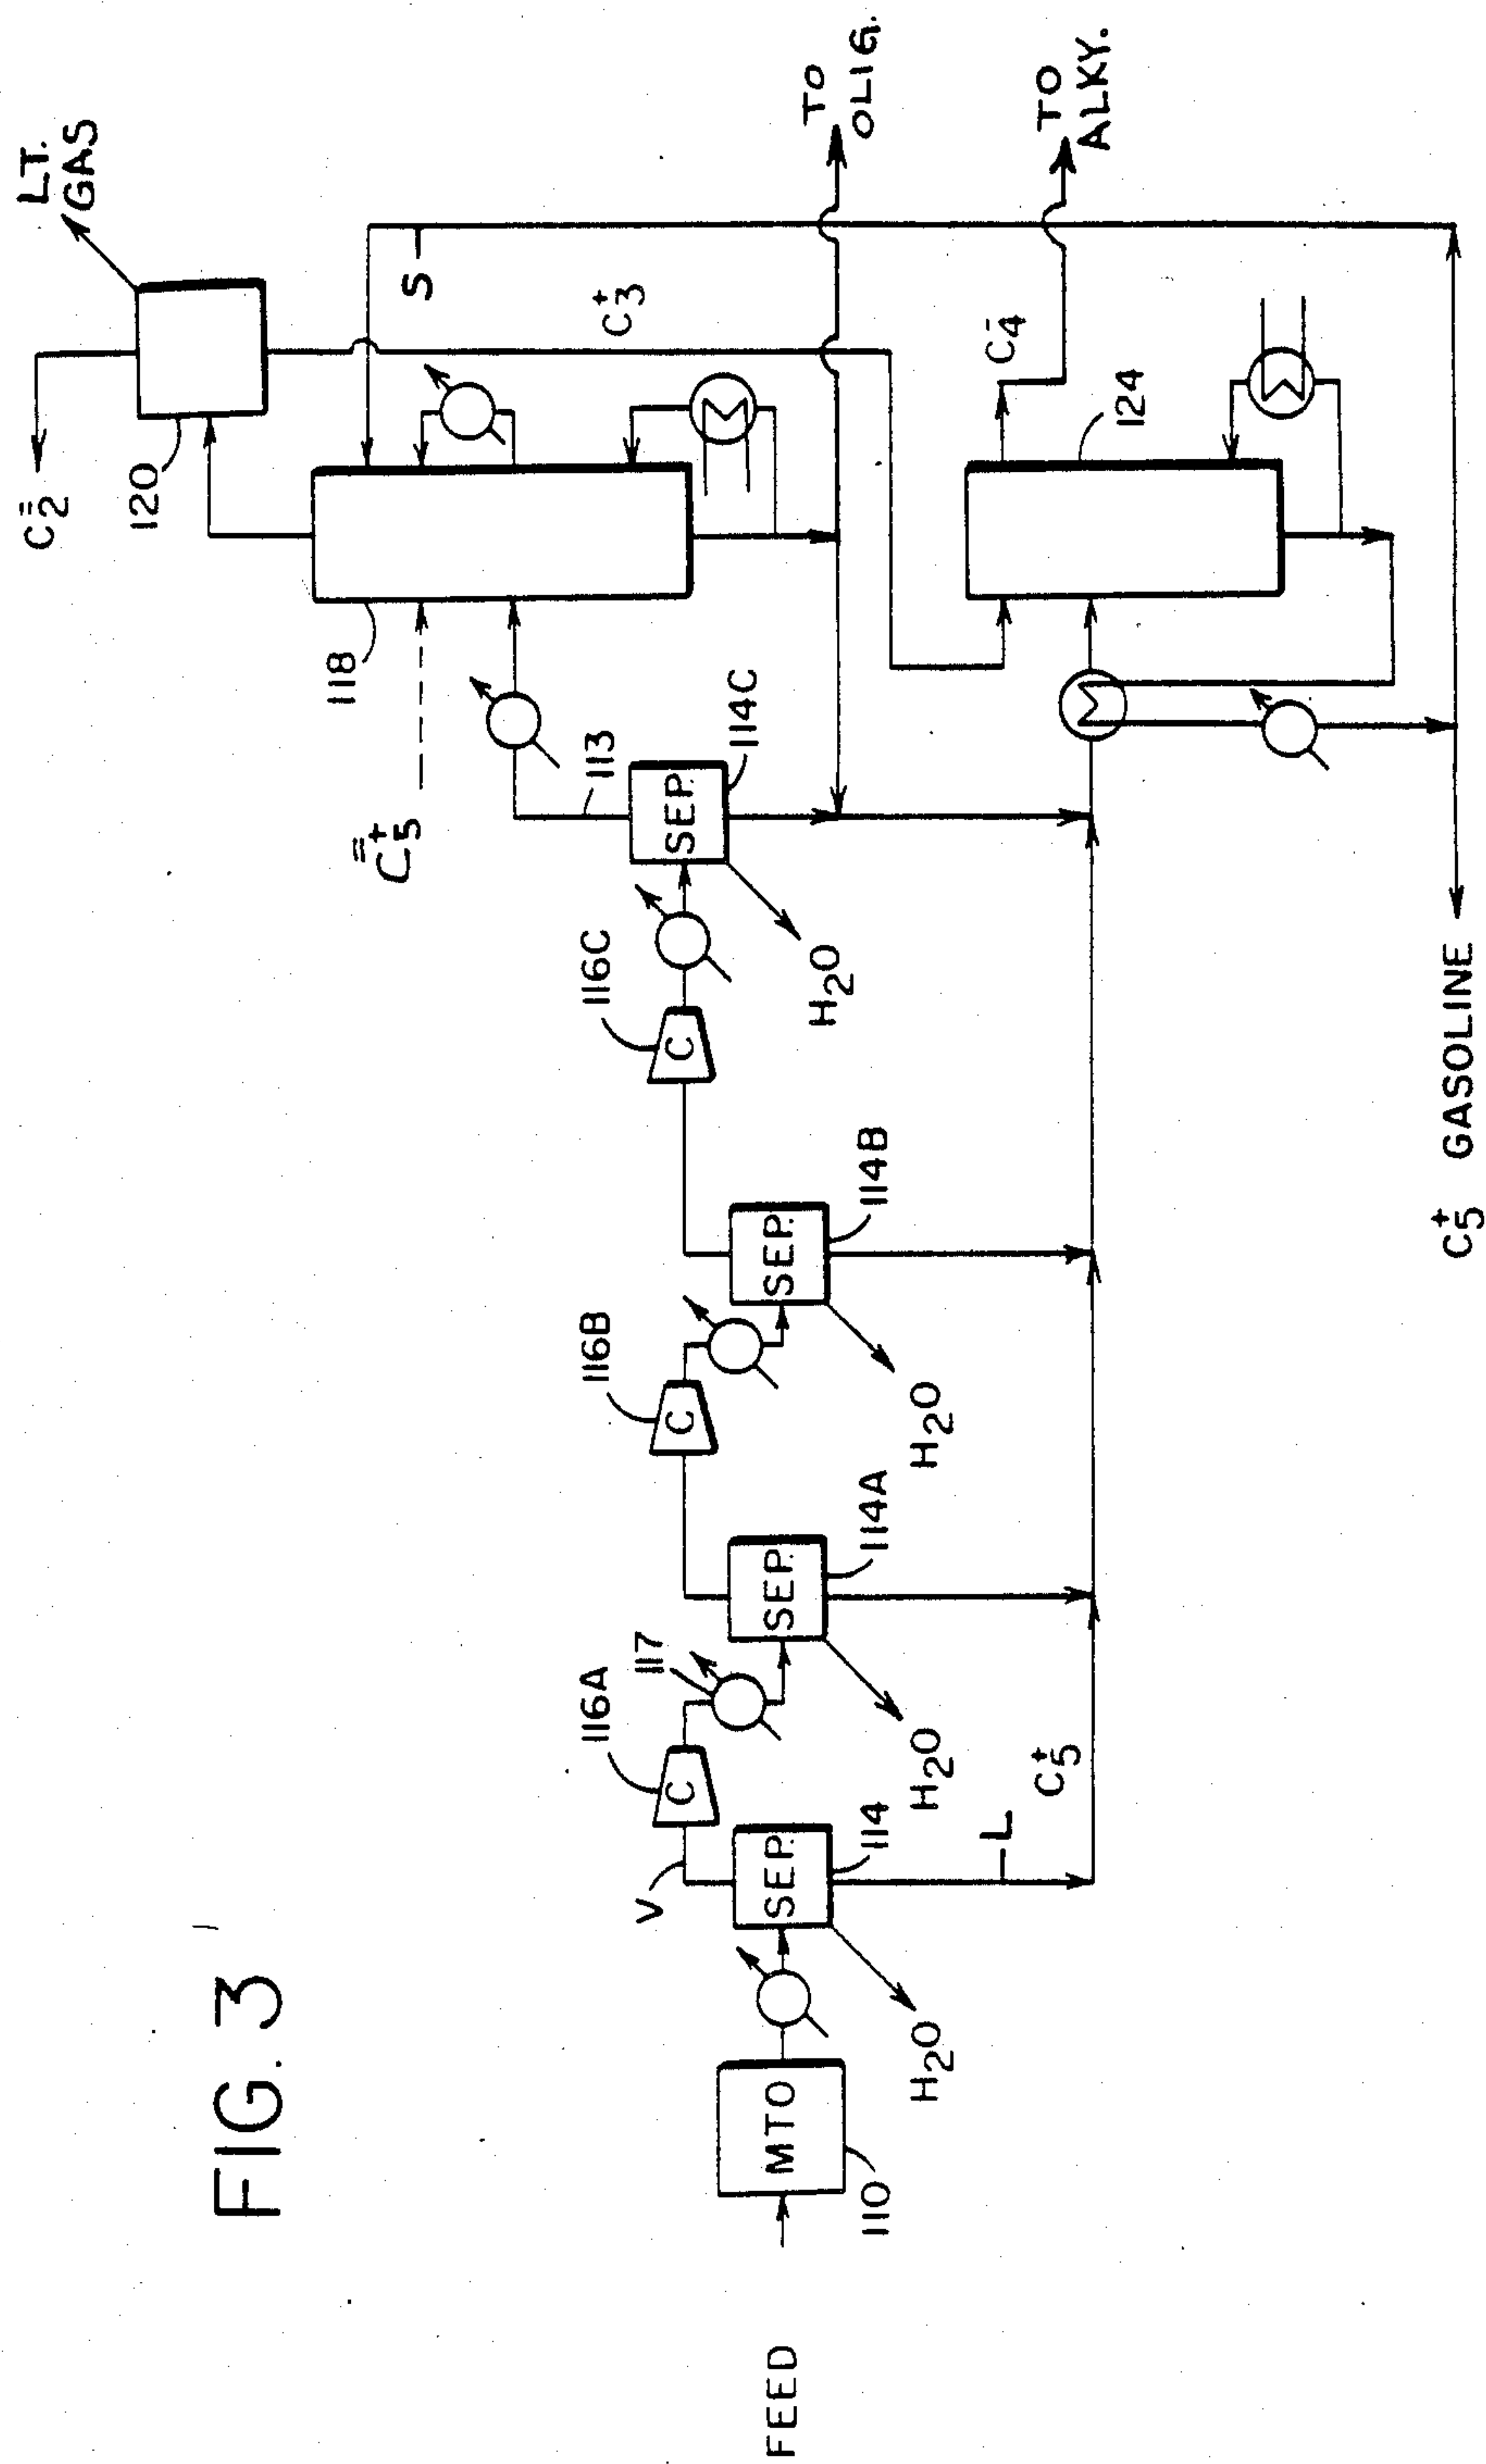 FIG. 3
LT.
GAS
C₂⁼
120
S
C₃⁺
TO
OLIG.
TO
ALKY.
118
C̿₅⁺
C₄⁻
124
113
114C
SEP.
116C
C
H₂O
116B
C
SEP.
114B
H₂O
116A
C
117
SEP.
114A
H₂O
V
SEP.
114
L
C₅⁺
H₂O
MTO
110
FEED
C₅⁺ GASOLINE